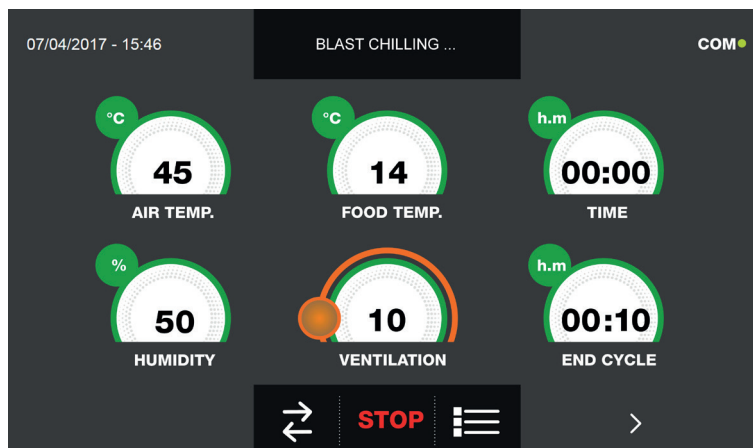 07/04/2017 - 15:46
BLAST CHILLING ...
COM
°C
45
AIR TEMP.
°C
14
FOOD TEMP.
h.m
00:00
TIME
%
50
HUMIDITY
10
VENTILATION
h.m
00:10
END CYCLE
STOP